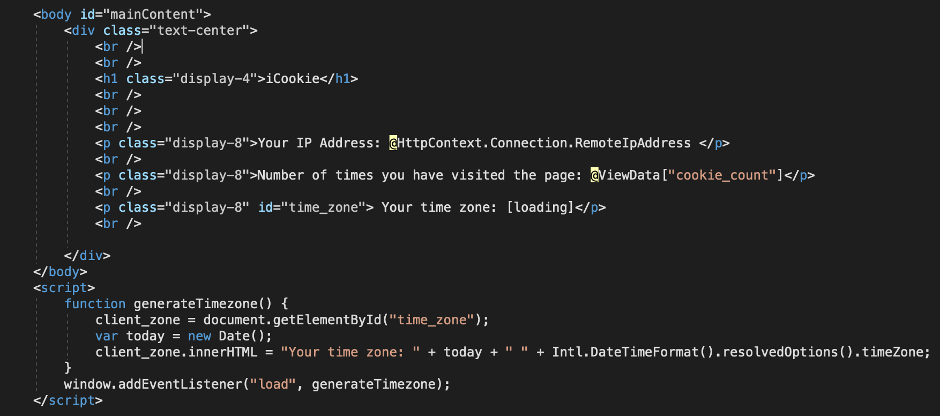 <body id="mainContent">
<div class="text-center">
<br />
<br />
<h1 class="display-4">iCookie</h1>
<br />
<br />
<br />
<p class="display-8">Your IP Address: @HttpContext.Connection.RemoteIpAddress </p>
<br />
<p class="display-8">Number of times you have visited the page: @ViewData["cookie_count"]</p>
<br />
<p class="display-8" id="time_zone"> Your time zone: [loading]</p>
<br />
</div>
</body>
<script>
function generateTimezone() {
client_zone = document.getElementById("time_zone");
var today = new Date();
client_zone.innerHTML = "Your time zone: " + today + " " + Intl.DateTimeFormat().resolvedOptions().timeZone;
}
window.addEventListener("load", generateTimezone);
</script>